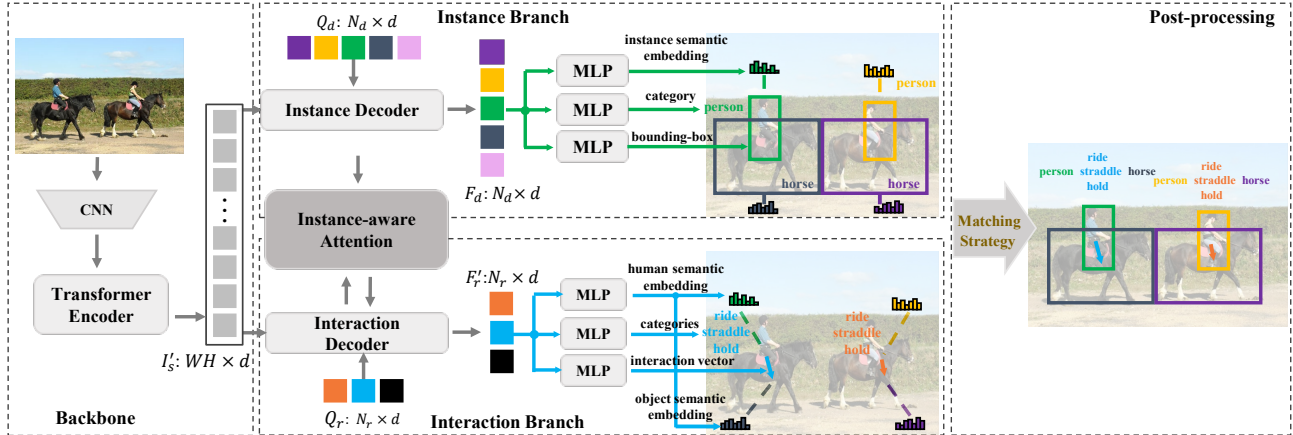 CNN
Transformer
Encoder
I′ₛ: WH × d
Backbone
Instance Branch
Q_d: N_d × d
Instance Decoder
F_d: N_d × d
MLP
MLP
MLP
instance semantic
embedding
category
bounding-box
person
person
horse
horse
Instance-aware
Attention
Interaction
Decoder
Q_r: N_r × d
F′_r: N_r × d
MLP
MLP
MLP
human semantic
embedding
categories
interaction vector
object semantic
embedding
ride
straddle
hold
ride
straddle
hold
Interaction Branch
Post-processing
Matching
Strategy
ride
person straddle horse
hold
ride
person straddle horse
hold